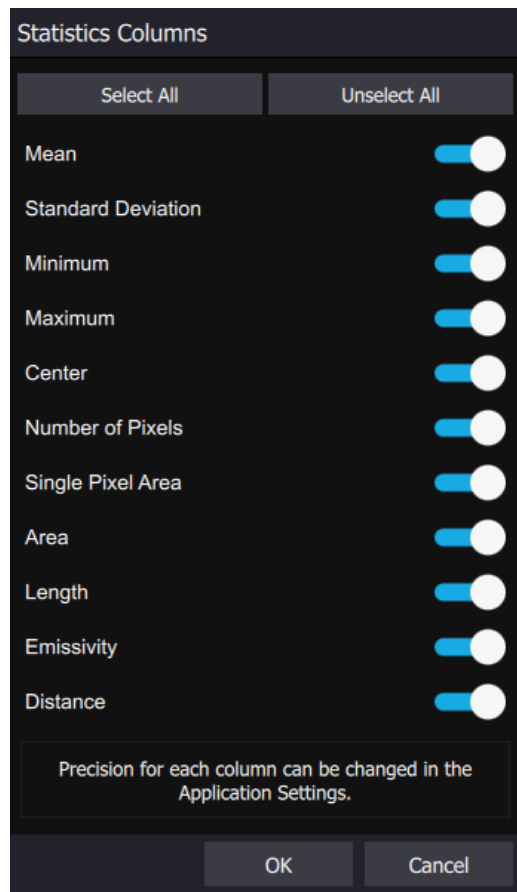 Statistics Columns
Select All
Unselect All
Mean
Standard Deviation
Minimum
Maximum
Center
Number of Pixels
Single Pixel Area
Area
Length
Emissivity
Distance
Precision for each column can be changed in the
Application Settings.
OK
Cancel